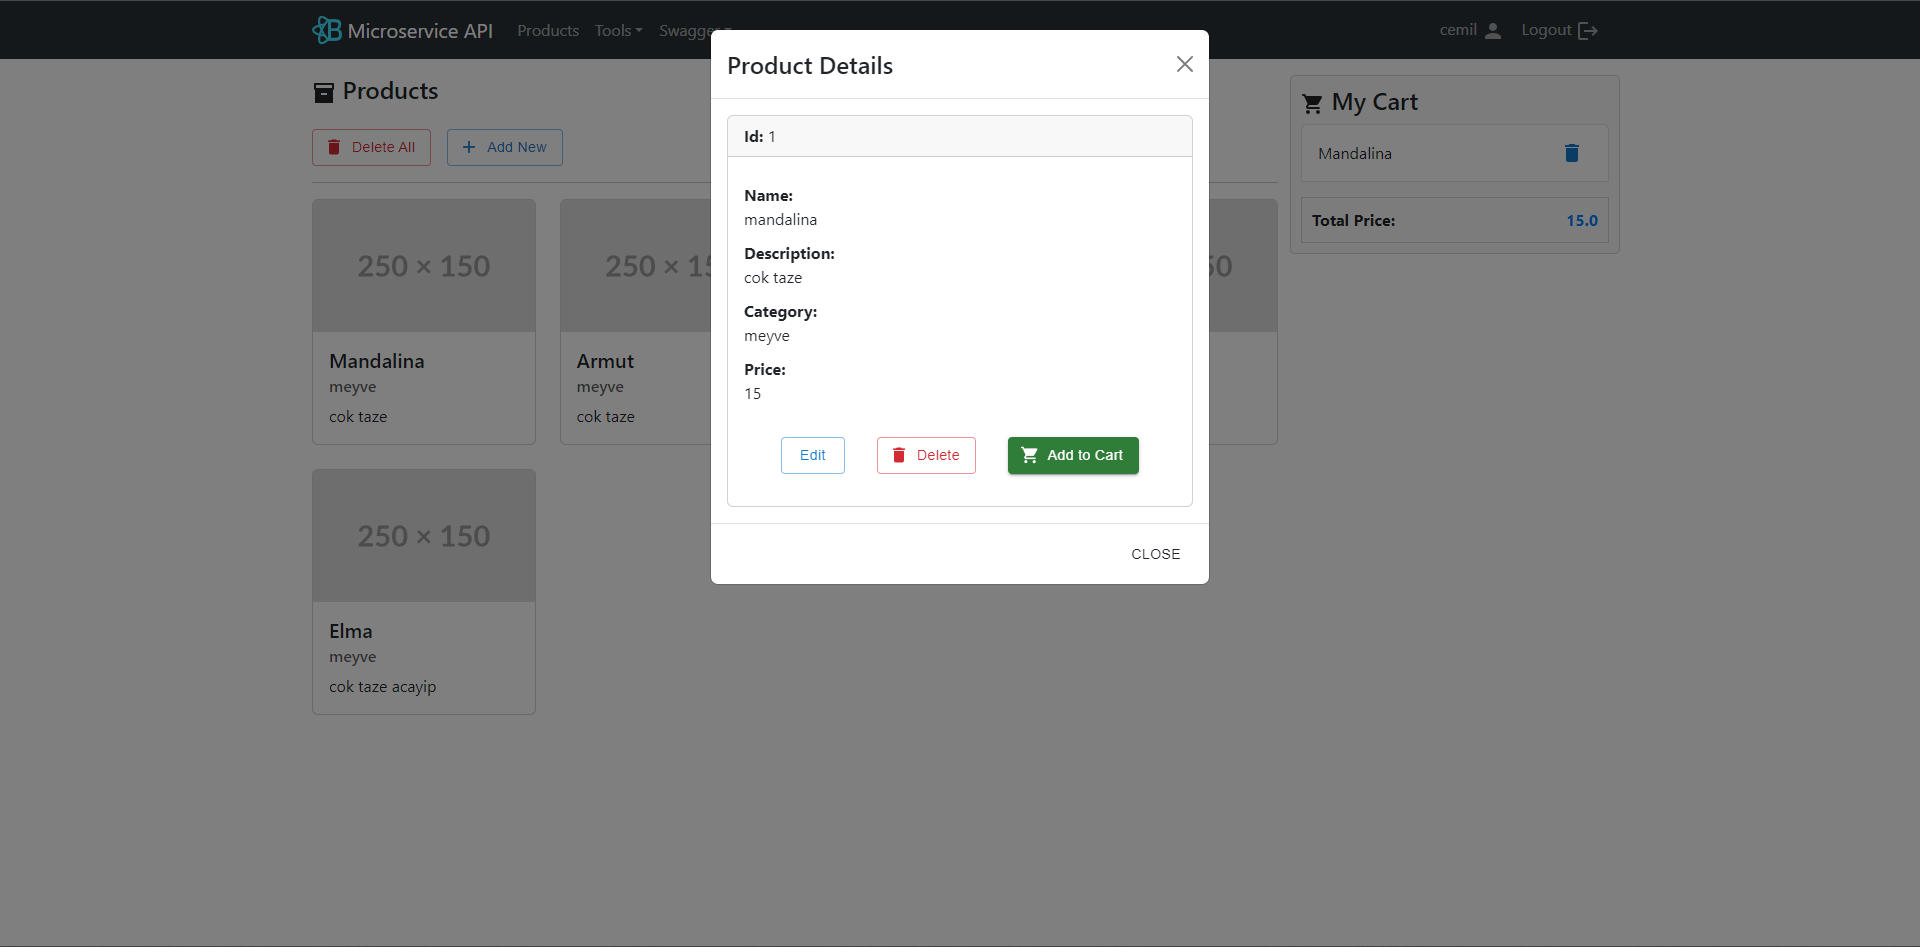 Microservice API
Products
Tools
Swagger
cemil
Logout
Products
Delete All
Add New
250 × 150
Mandalina
meyve
cok taze
250 × 15
Armut
meyve
cok taze
50
250 × 150
Elma
meyve
cok taze acayip
Product Details
Id: 1
Name:
mandalina
Description:
cok taze
Category:
meyve
Price:
15
Edit
Delete
Add to Cart
CLOSE
My Cart
Mandalina
Total Price: 15.0